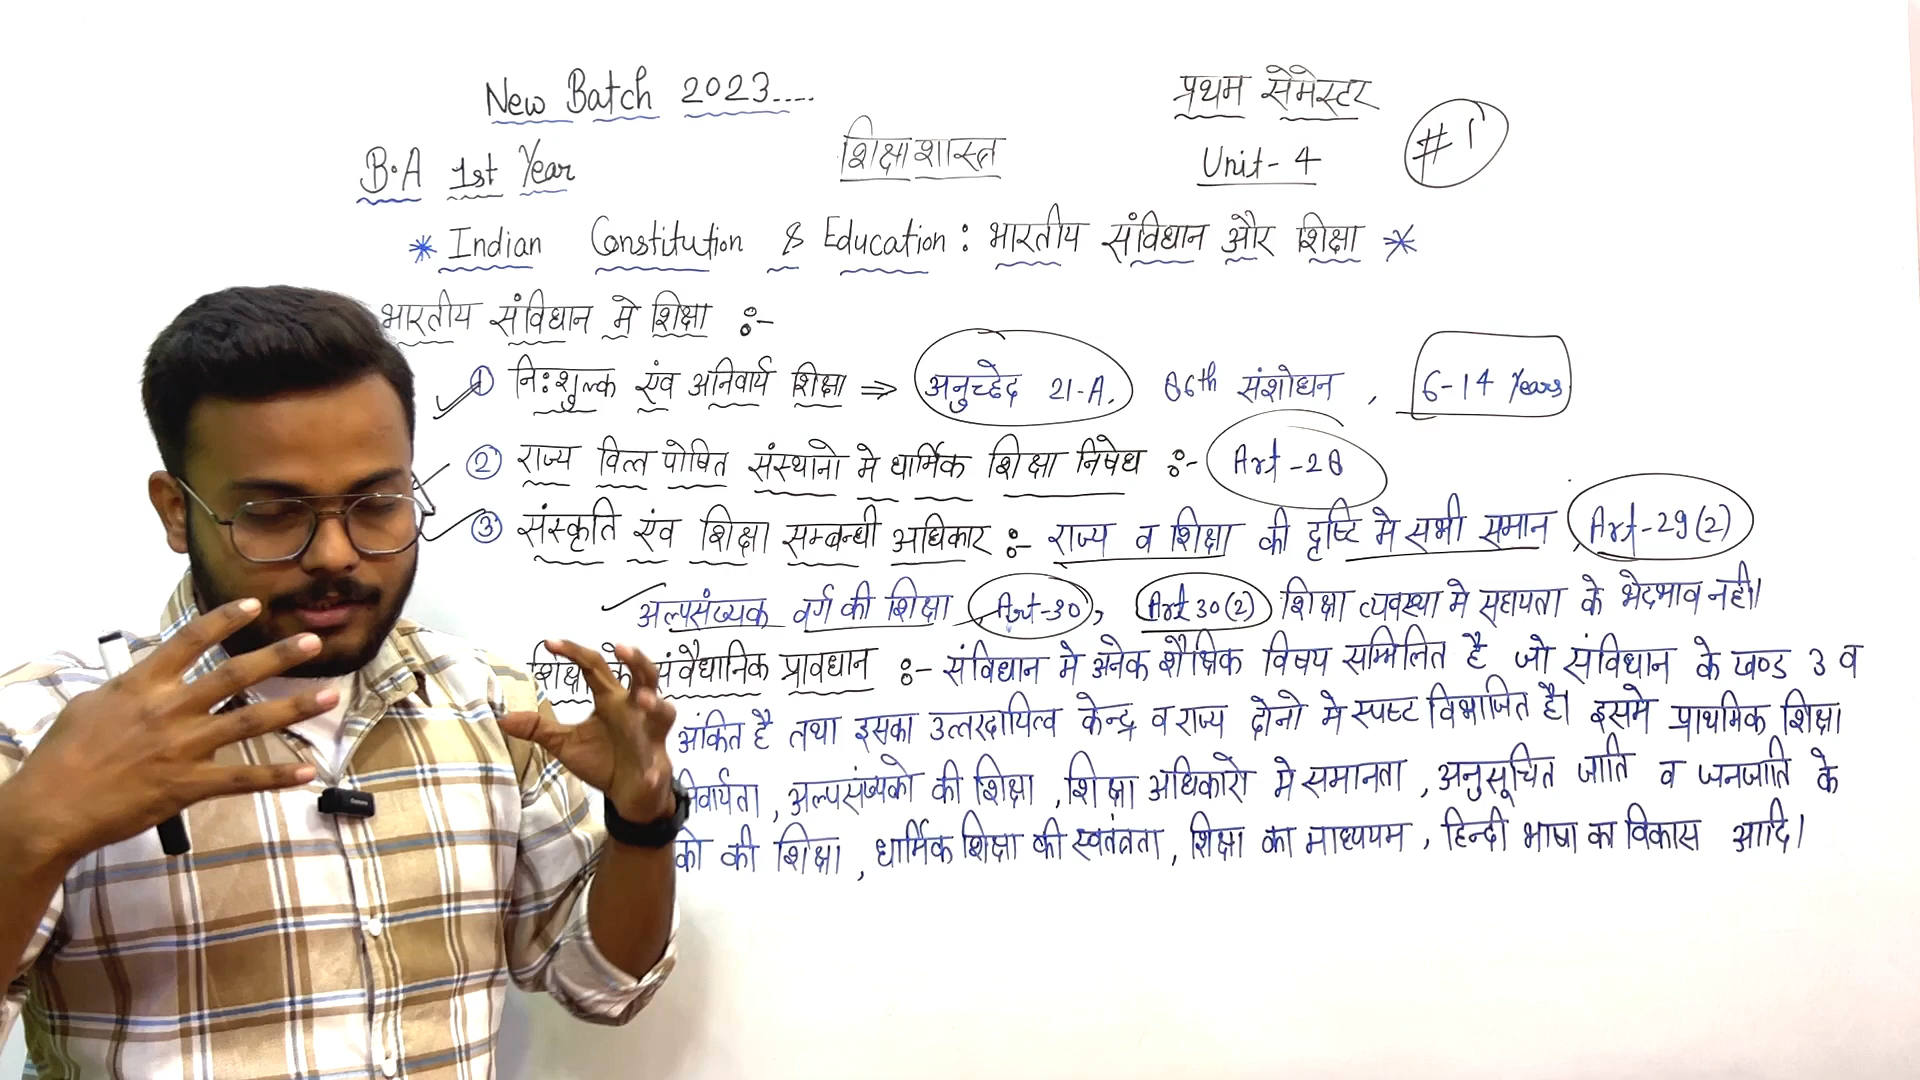 New Batch 2023....
प्रथम सेमेस्टर
#1
B.A 1st Year
शिक्षाशास्त्र
Unit-4
* Indian Constitution & Education : भारतीय संविधान और शिक्षा *
भारतीय संविधान मे शिक्षा :-
① नि:शुल्क एंव अनिवार्य शिक्षा ⇒ अनुच्छेद 21-A, 86th संशोधन , 6-14 Years
② राज्य वित्त पोषित संस्थानो मे धार्मिक शिक्षा निषेध :- Art-28
③ संस्कृति एंव शिक्षा सम्बन्धी अधिकार :- राज्य व शिक्षा की दृष्टि मे सभी समान , Art-29(2)
अल्पसंख्यक वर्ग की शिक्षा , Art-30 , Art 30(2) शिक्षा व्यवस्था मे सहायता के भेदभाव नही।
शिक्षा के संवैधानिक प्रावधान :- संविधान मे अनेक शैक्षिक विषय सम्मिलित है जो संविधान के खण्ड 3 व
अंकित है तथा इसका उत्तरदायित्व केन्द्र व राज्य दोनो मे स्पष्ट विभाजित है। इसमे प्राथमिक शिक्षा
निवार्यता , अल्पसंख्यको की शिक्षा , शिक्षा अधिकारो मे समानता , अनुसूचित जाति व जनजाति के
को की शिक्षा , धार्मिक शिक्षा की स्वतंत्रता , शिक्षा का माध्ययम , हिन्दी भाषा का विकास आदि।